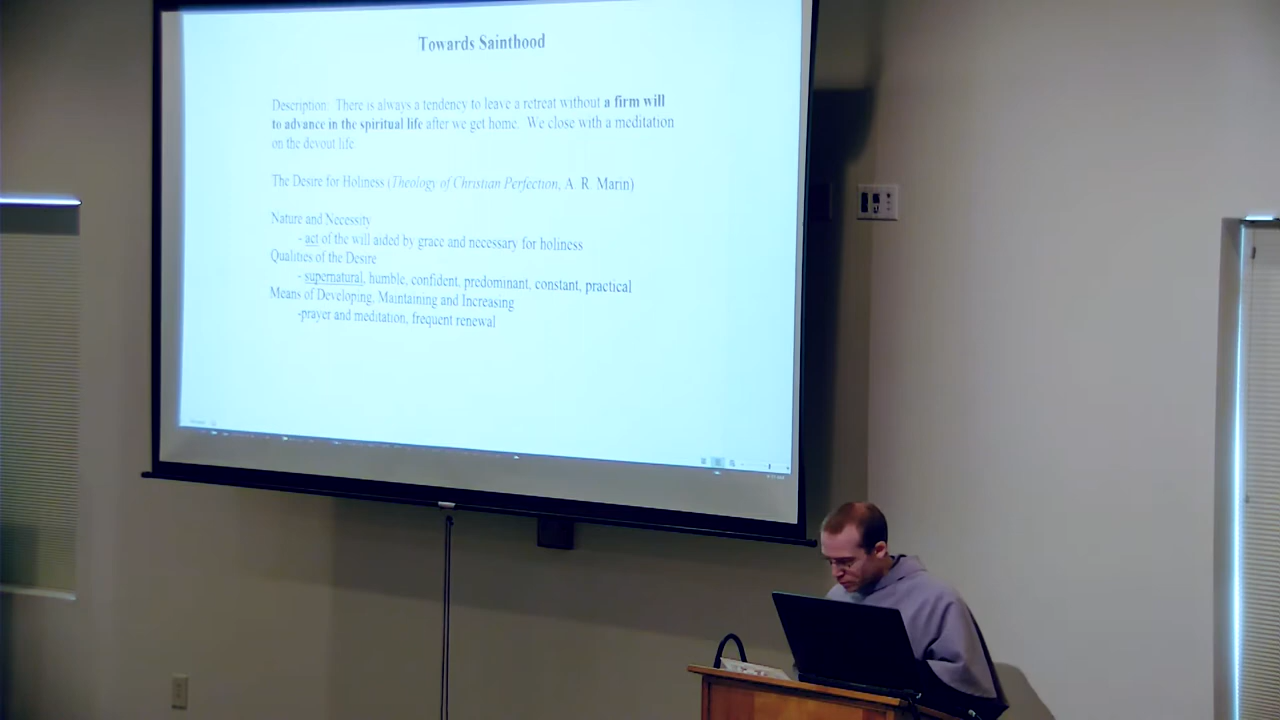 Towards Sainthood
Description: There is always a tendency to leave a retreat without a firm will
to advance in the spiritual life after we get home. We close with a meditation
on the devout life
The Desire for Holiness (Theology of Christian Perfection, A. R. Marin)
Nature and Necessity
- act of the will aided by grace and necessary for holiness
Qualities of the Desire
- supernatural, humble, confident, predominant, constant, practical
Means of Developing, Maintaining and Increasing
-prayer and meditation, frequent renewal